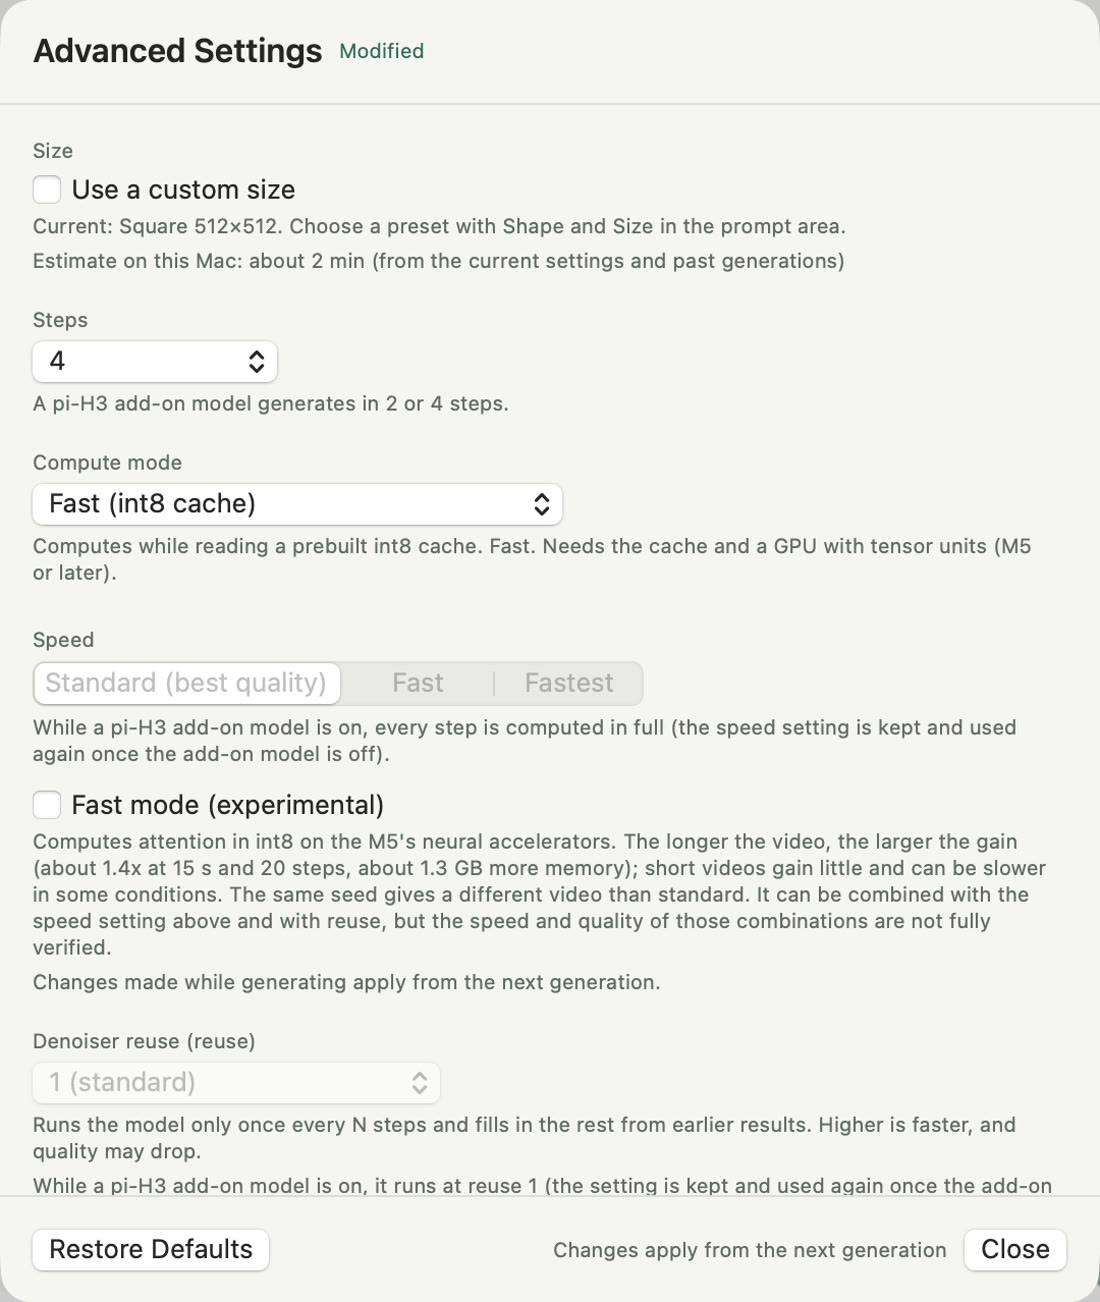 Advanced Settings Modified
Size
Use a custom size
Current: Square 512×512. Choose a preset with Shape and Size in the prompt area.
Estimate on this Mac: about 2 min (from the current settings and past generations)
Steps
4
A pi-H3 add-on model generates in 2 or 4 steps.
Compute mode
Fast (int8 cache)
Computes while reading a prebuilt int8 cache. Fast. Needs the cache and a GPU with tensor units (M5
or later).
Speed
Standard (best quality) Fast Fastest
While a pi-H3 add-on model is on, every step is computed in full (the speed setting is kept and used
again once the add-on model is off).
Fast mode (experimental)
Computes attention in int8 on the M5's neural accelerators. The longer the video, the larger the gain
(about 1.4x at 15 s and 20 steps, about 1.3 GB more memory); short videos gain little and can be slower
in some conditions. The same seed gives a different video than standard. It can be combined with the
speed setting above and with reuse, but the speed and quality of those combinations are not fully
verified.
Changes made while generating apply from the next generation.
Denoiser reuse (reuse)
1 (standard)
Runs the model only once every N steps and fills in the rest from earlier results. Higher is faster, and
quality may drop.
While a pi-H3 add-on model is on, it runs at reuse 1 (the setting is kept and used again once the add-on
Restore Defaults Changes apply from the next generation Close